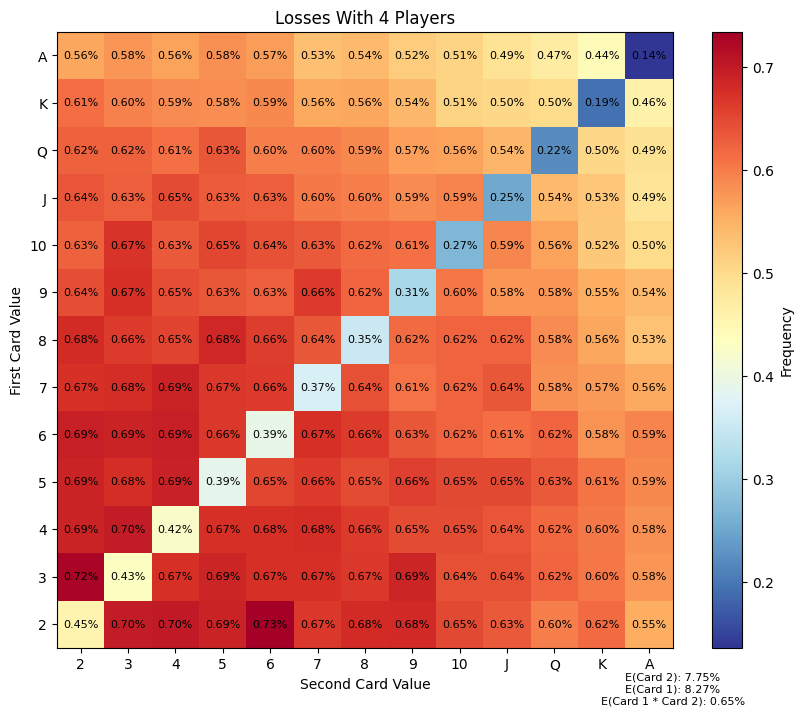 Losses With 4 Players
A 0.56% 0.58% 0.56% 0.58% 0.57% 0.53% 0.54% 0.52% 0.51% 0.49% 0.47% 0.44% 0.14%
K 0.61% 0.60% 0.59% 0.58% 0.59% 0.56% 0.56% 0.54% 0.51% 0.50% 0.50% 0.19% 0.46%
Q 0.62% 0.62% 0.61% 0.63% 0.60% 0.60% 0.59% 0.57% 0.56% 0.54% 0.22% 0.50% 0.49%
J 0.64% 0.63% 0.65% 0.63% 0.63% 0.60% 0.60% 0.59% 0.59% 0.25% 0.54% 0.53% 0.49%
10 0.63% 0.67% 0.63% 0.65% 0.64% 0.63% 0.62% 0.61% 0.27% 0.59% 0.56% 0.52% 0.50%
9 0.64% 0.67% 0.65% 0.63% 0.63% 0.66% 0.62% 0.31% 0.60% 0.58% 0.58% 0.55% 0.54%
8 0.68% 0.66% 0.65% 0.68% 0.66% 0.64% 0.35% 0.62% 0.62% 0.62% 0.58% 0.56% 0.53%
7 0.67% 0.68% 0.69% 0.67% 0.66% 0.37% 0.64% 0.61% 0.62% 0.64% 0.58% 0.57% 0.56%
6 0.69% 0.69% 0.69% 0.66% 0.39% 0.67% 0.66% 0.63% 0.62% 0.61% 0.62% 0.58% 0.59%
5 0.69% 0.68% 0.69% 0.39% 0.65% 0.66% 0.65% 0.66% 0.65% 0.65% 0.63% 0.61% 0.59%
4 0.69% 0.70% 0.42% 0.67% 0.68% 0.68% 0.66% 0.65% 0.65% 0.64% 0.62% 0.60% 0.58%
3 0.72% 0.43% 0.67% 0.69% 0.67% 0.67% 0.67% 0.69% 0.64% 0.64% 0.62% 0.60% 0.58%
2 0.45% 0.70% 0.70% 0.69% 0.73% 0.67% 0.68% 0.68% 0.65% 0.63% 0.60% 0.62% 0.55%
2 3 4 5 6 7 8 9 10 J Q K A
First Card Value
Second Card Value
0.7
0.6
0.5
0.4
0.3
0.2
Frequency
E(Card 2): 7.75%
E(Card 1): 8.27%
E(Card 1 * Card 2): 0.65%